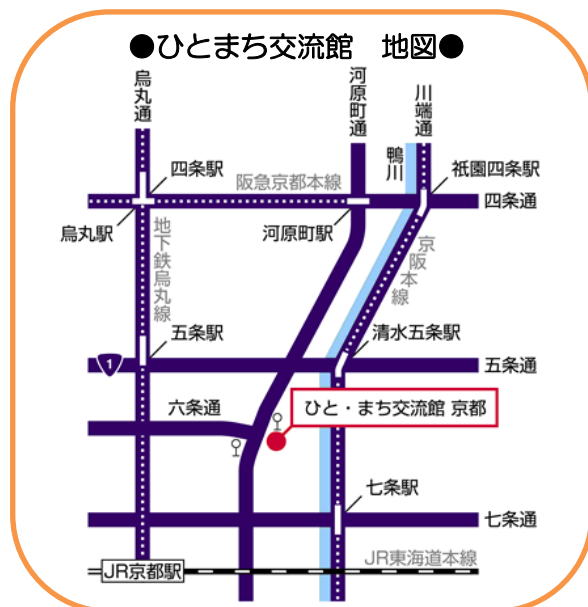 ●ひとまち交流館　地図●
烏丸通
河原町通
川端通
鴨川
四条駅
阪急京都本線
祇園四条駅
四条通
烏丸駅
河原町駅
地下鉄烏丸線
京阪本線
五条駅
清水五条駅
1
五条通
六条通
ひと・まち交流館 京都
七条駅
七条通
JR東海道本線
JR京都駅